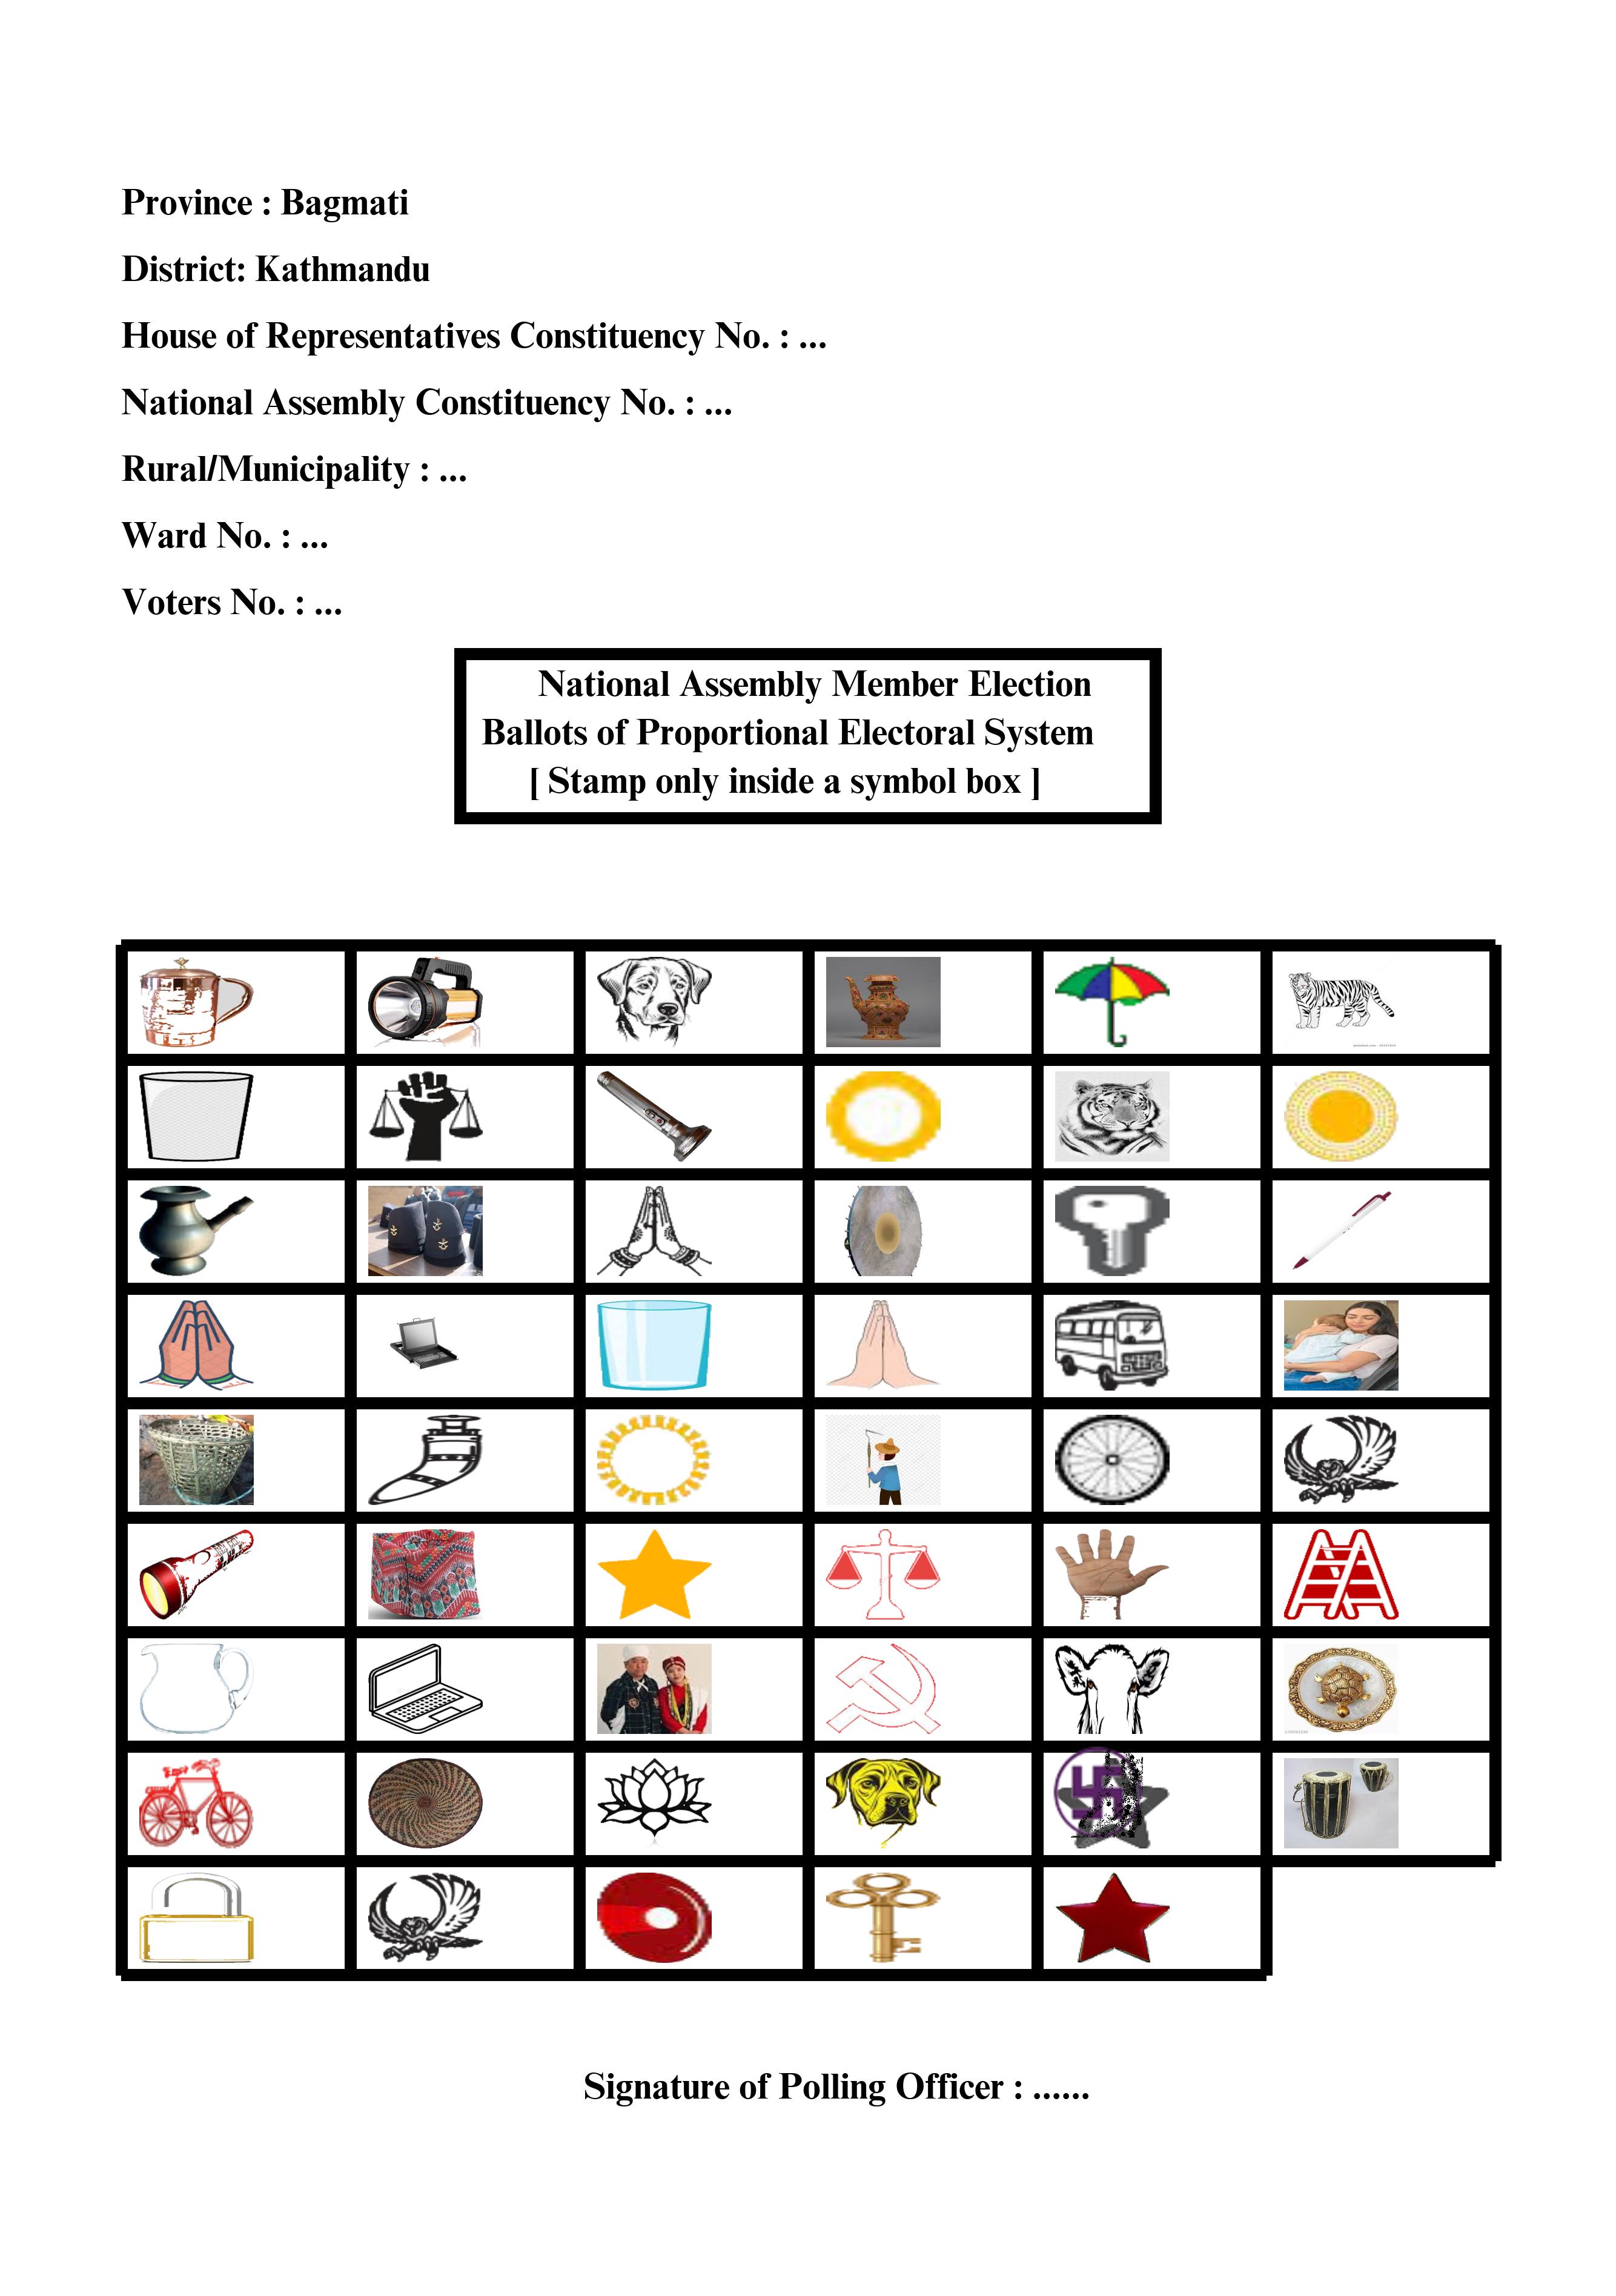 Province : Bagmati
District: Kathmandu
House of Representatives Constituency No. : ...
National Assembly Constituency No. : ...
Rural/Municipality : ...
Ward No. : ...
Voters No. : ...
National Assembly Member Election
Ballots of Proportional Electoral System
[ Stamp only inside a symbol box ]
Signature of Polling Officer : ......